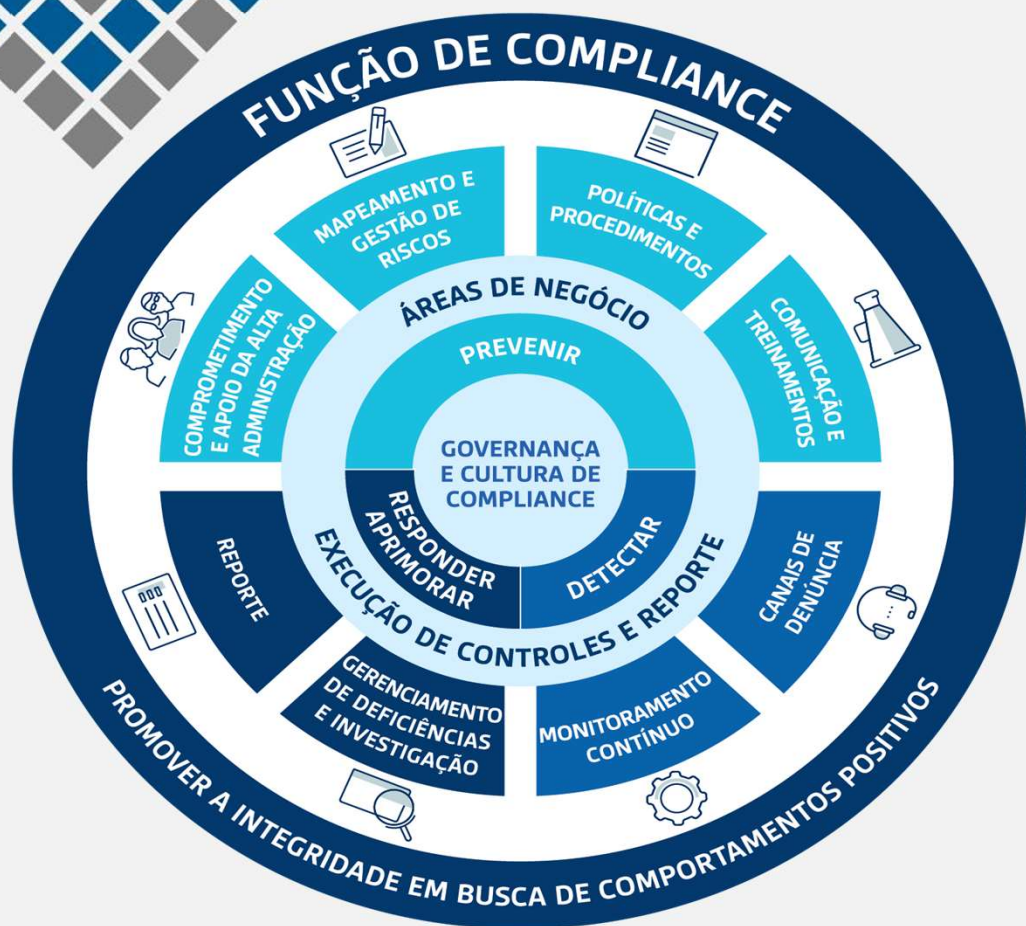 FUNÇÃO DE COMPLIANCE
MAPEAMENTO E
GESTÃO DE
RISCOS
POLÍTICAS E
PROCEDIMENTOS
COMPROMETIMENTO
E APOIO DA ALTA
ADMINISTRAÇÃO
COMUNICAÇÃO E
TREINAMENTOS
ÁREAS DE NEGÓCIO
PREVENIR
GOVERNANÇA
E CULTURA DE
COMPLIANCE
RESPONDER
APRIMORAR
DETECTAR
EXECUÇÃO DE CONTROLES E REPORTE
REPORTE
CANAIS DE
DENÚNCIA
GERENCIAMENTO
DE DEFICIÊNCIAS
E INVESTIGAÇÃO
MONITORAMENTO
CONTÍNUO
PROMOVER A INTEGRIDADE EM BUSCA DE COMPORTAMENTOS POSITIVOS